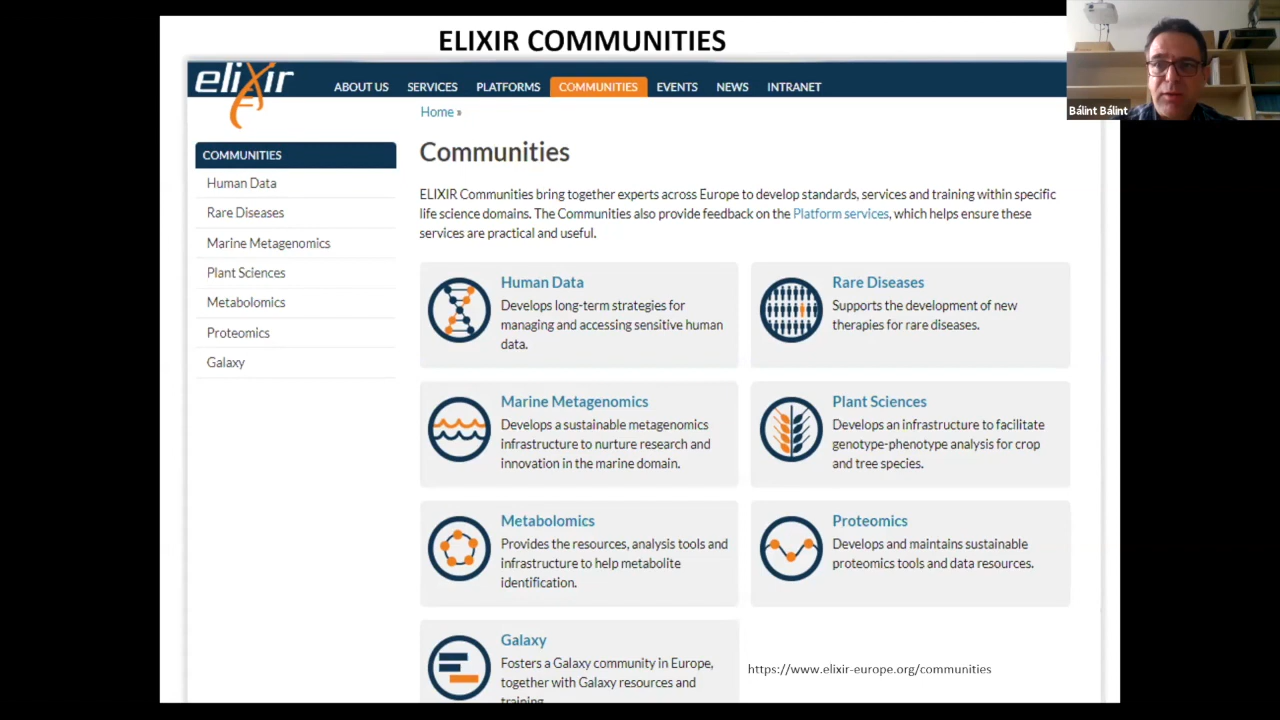 ELIXIR COMMUNITIES
elixir
ABOUT US SERVICES PLATFORMS COMMUNITIES EVENTS NEWS INTRANET
Bálint Bálint
Home »
COMMUNITIES
Human Data
Rare Diseases
Marine Metagenomics
Plant Sciences
Metabolomics
Proteomics
Galaxy
Communities
ELIXIR Communities bring together experts across Europe to develop standards, services and training within specific
life science domains. The Communities also provide feedback on the Platform services, which helps ensure these
services are practical and useful.
Human Data
Develops long-term strategies for
managing and accessing sensitive human
data.
Rare Diseases
Supports the development of new
therapies for rare diseases.
Marine Metagenomics
Develops a sustainable metagenomics
infrastructure to nurture research and
innovation in the marine domain.
Plant Sciences
Develops an infrastructure to facilitate
genotype-phenotype analysis for crop
and tree species.
Metabolomics
Provides the resources, analysis tools and
infrastructure to help metabolite
identification.
Proteomics
Develops and maintains sustainable
proteomics tools and data resources.
Galaxy
Fosters a Galaxy community in Europe,
together with Galaxy resources and
training.
https://www.elixir-europe.org/communities